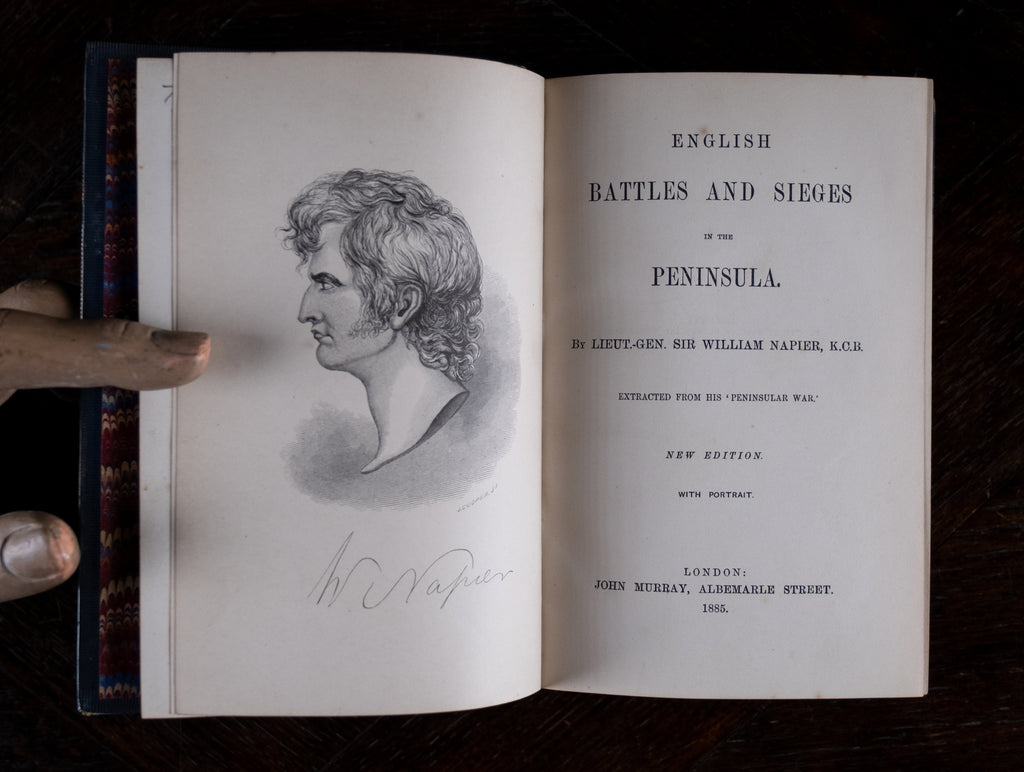 W Napier
ENGLISH
BATTLES AND SIEGES
IN THE
PENINSULA.
By LIEUT.-GEN. SIR WILLIAM NAPIER, K.C.B.
EXTRACTED FROM HIS 'PENINSULAR WAR.'
NEW EDITION.
WITH PORTRAIT.
LONDON:
JOHN MURRAY, ALBEMARLE STREET.
1885.